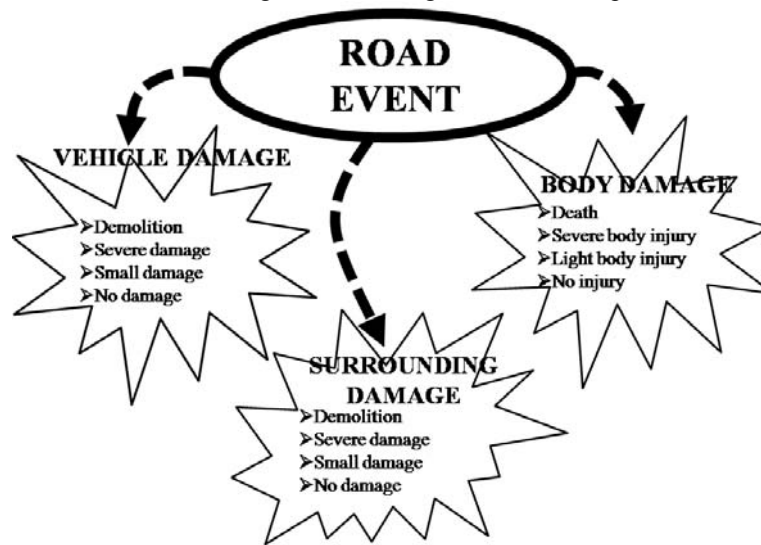 ROAD
EVENT
VEHICLE DAMAGE
➢Demolition
➢Severe damage
➢Small damage
➢No damage
BODY DAMAGE
➢Death
➢Severe body injury
➢Light body injury
➢No injury
SURROUNDING
DAMAGE
➢Demolition
➢Severe damage
➢Small damage
➢No damage